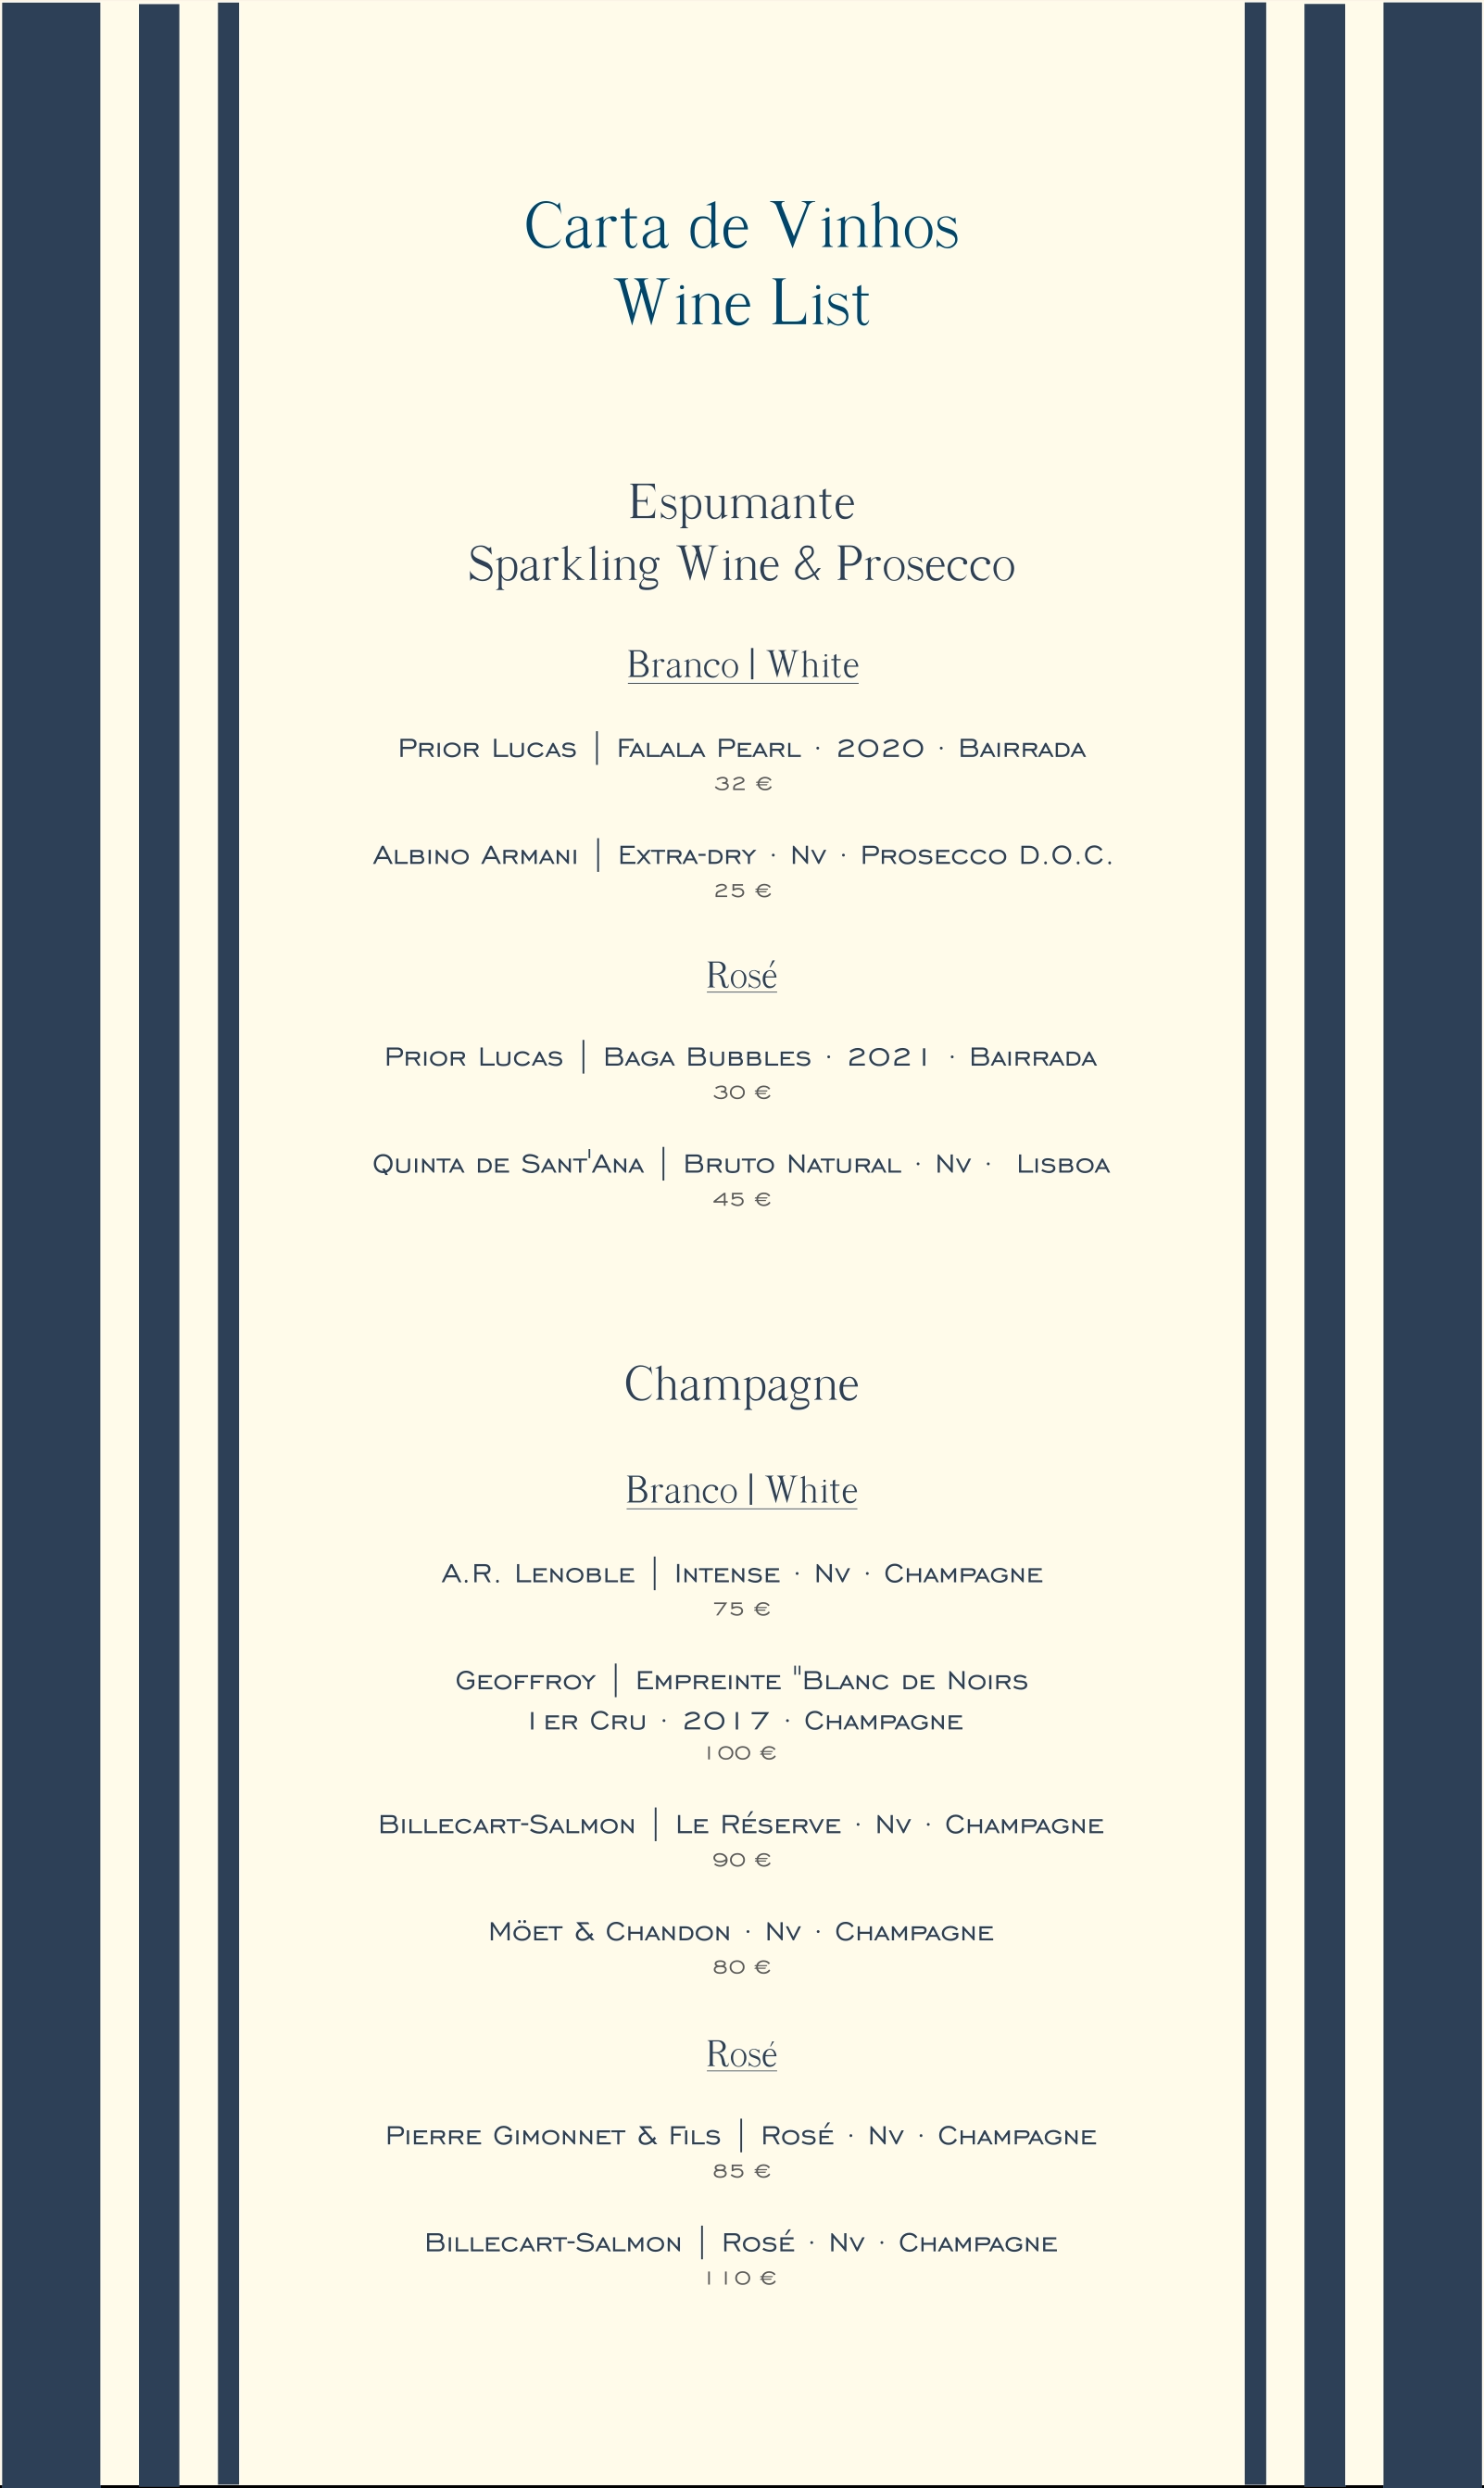 Carta de Vinhos
Wine List
Espumante
Sparkling Wine & Prosecco
Branco | White
Prior Lucas | Falala Pearl · 2020 · Bairrada
32 €
Albino Armani | Extra-dry · Nv · Prosecco D.O.C.
25 €
Rosé
Prior Lucas | Baga Bubbles · 2021 · Bairrada
30 €
Quinta de Sant'Ana | Bruto Natural · Nv · Lisboa
45 €
Champagne
Branco | White
A.R. Lenoble | Intense · Nv · Champagne
75 €
Geoffroy | Empreinte "Blanc de Noirs
1er Cru · 2017 · Champagne
100 €
Billecart-Salmon | Le Réserve · Nv · Champagne
90 €
Möet & Chandon · Nv · Champagne
80 €
Rosé
Pierre Gimonnet & Fils | Rosé · Nv · Champagne
85 €
Billecart-Salmon | Rosé · Nv · Champagne
110 €